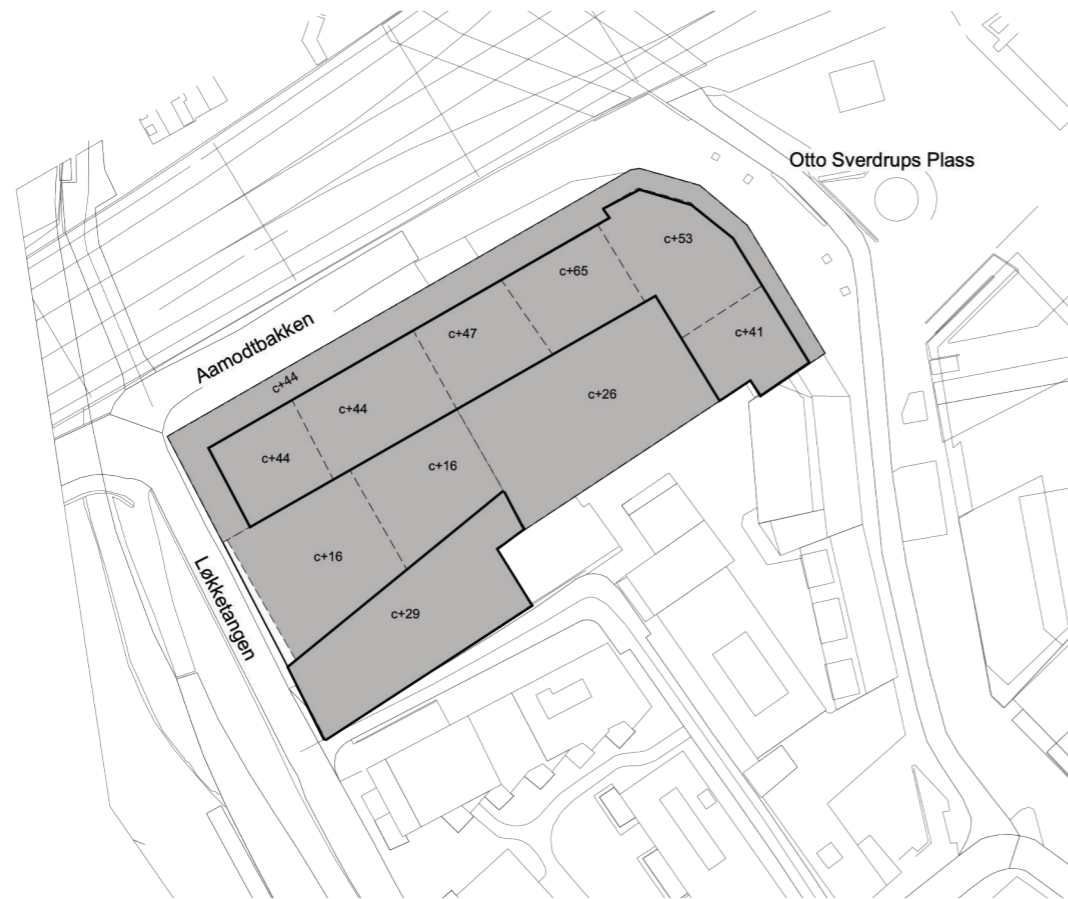 Otto Sverdrups Plass
c+53
c+65
c+47
c+41
Aamodtbakken
c+44
c+44
c+26
c+44
c+16
c+16
Løkketangen
c+29